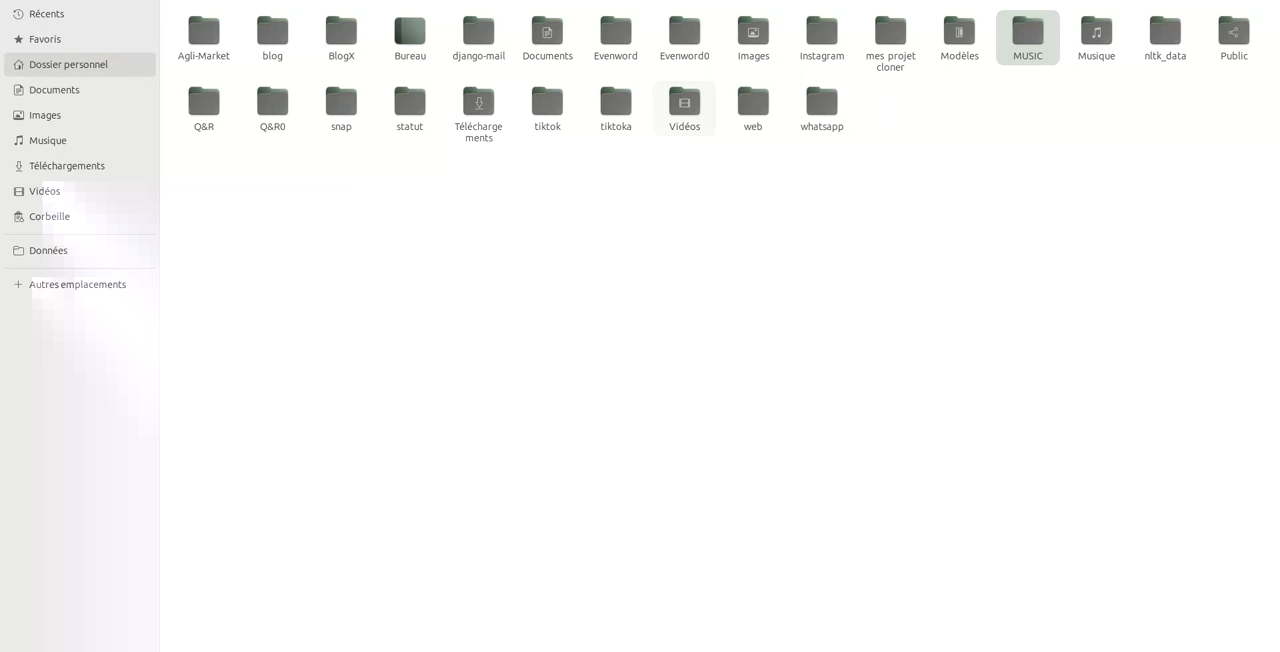 Récents
Favoris
Dossier personnel
Documents
Images
Musique
Téléchargements
Vidéos
Corbeille
Données
Autres emplacements
Agli-Market blog BlogX Bureau django-mail Documents Evenword Evenword0 Images Instagram mes projet Modèles MUSIC Musique nltk_data Public
cloner
Q&R Q&R0 snap statut Télécharge tiktok tiktoka Vidéos web whatsapp
ments